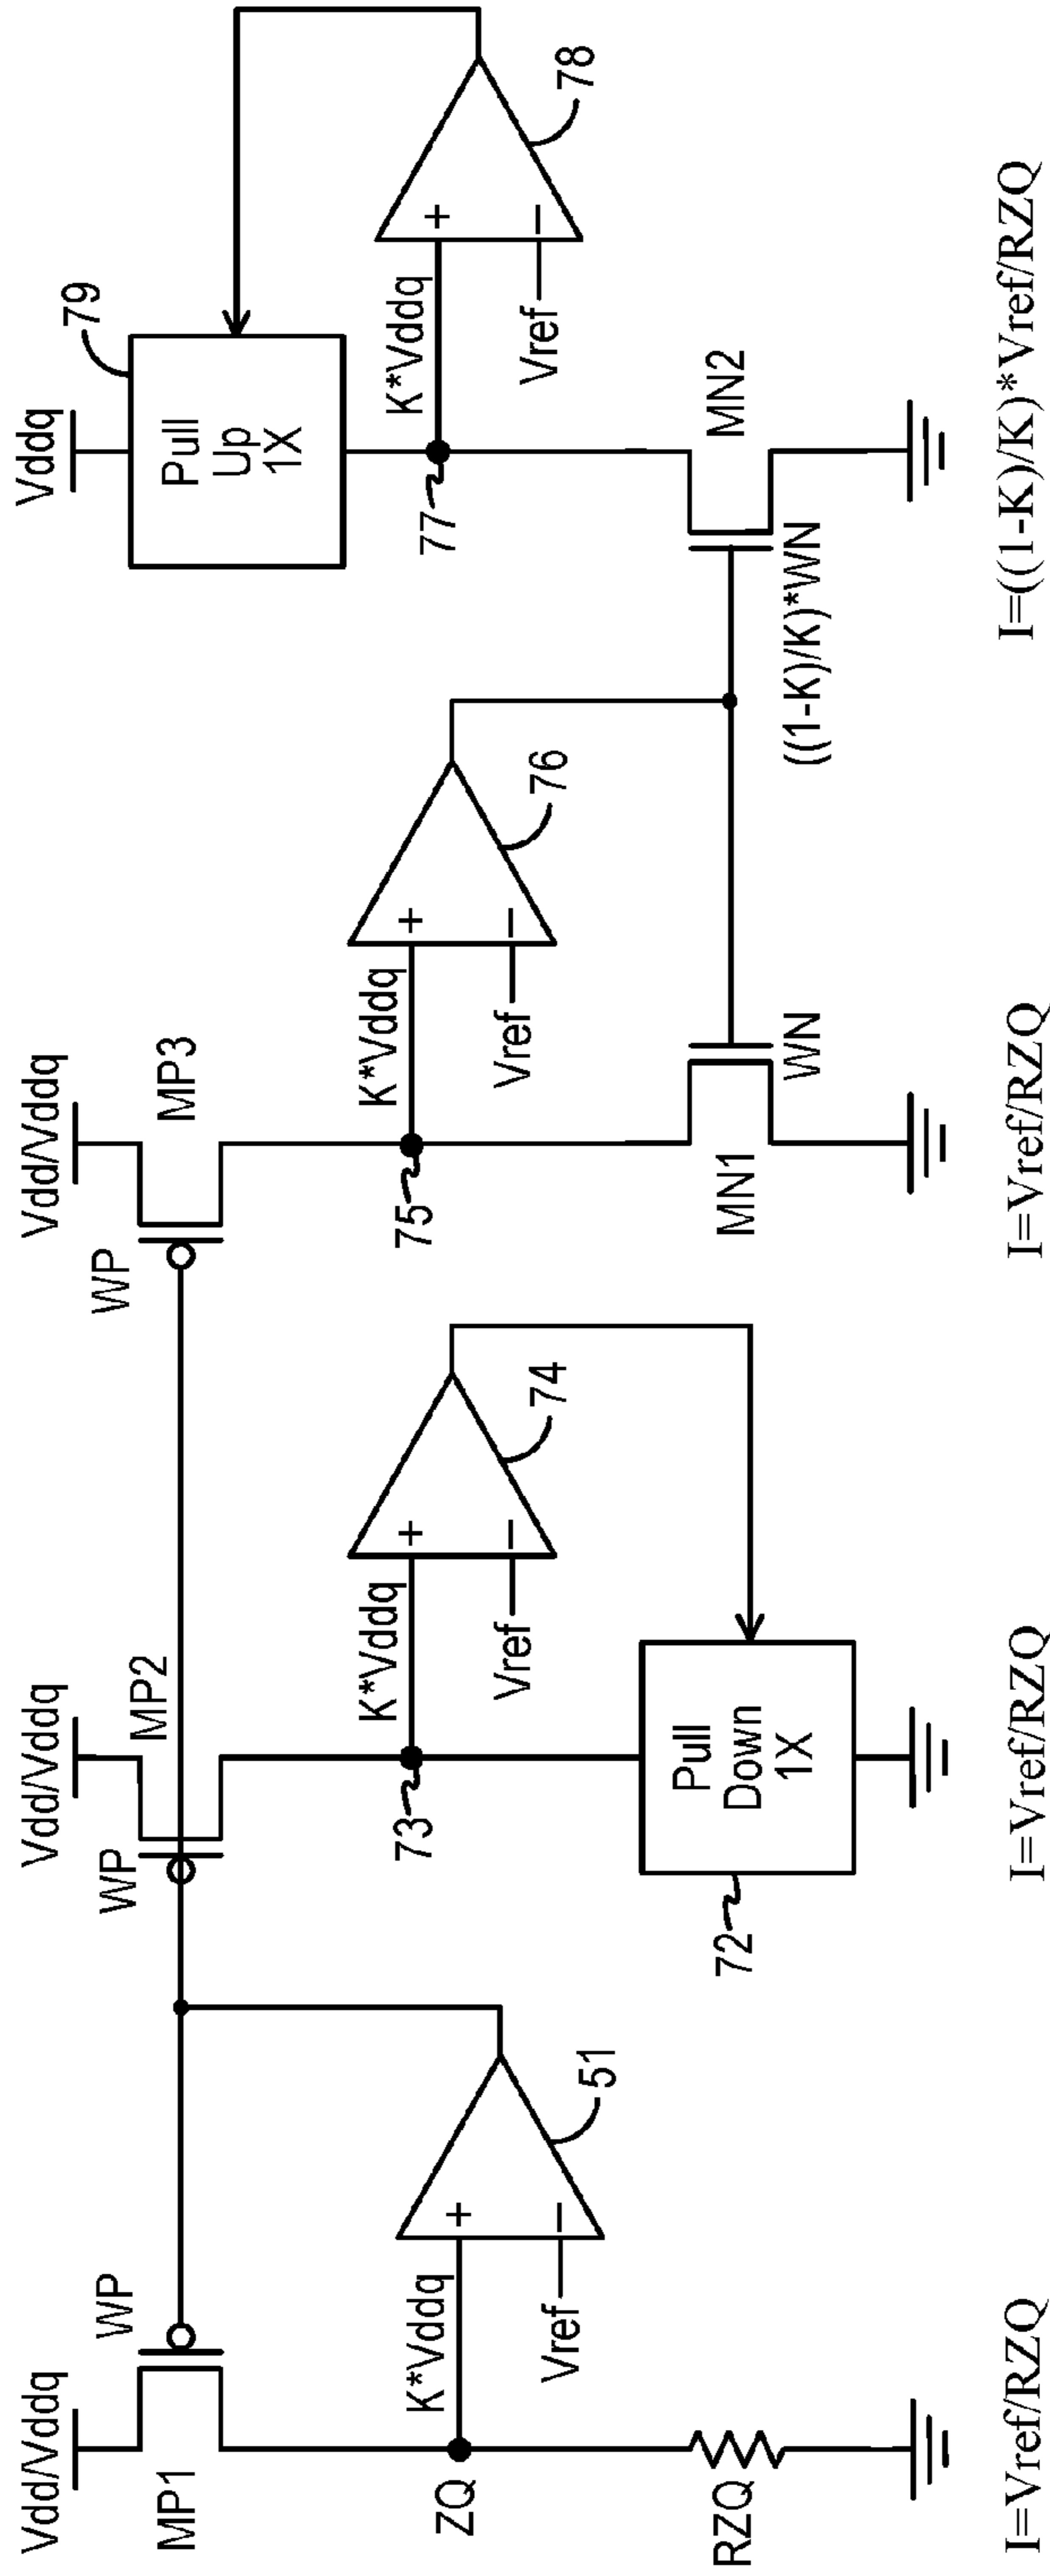 Vdd/Vddq
MP1
WP
ZQ
K*Vddq
+
Vref
−
51
RZQ
I=Vref/RZQ
Vdd/Vddq
MP2
WP
73
K*Vddq
+
Vref
−
74
72
Pull
Down
1X
I=Vref/RZQ
Vdd/Vddq
MP3
WP
75
K*Vddq
+
Vref
−
76
MN1
WN
I=Vref/RZQ
Vddq
79
Pull
Up
1X
77
K*Vddq
+
Vref
−
78
MN2
((1-K)/K)*WN
I=((1-K)/K)*Vref/RZQ